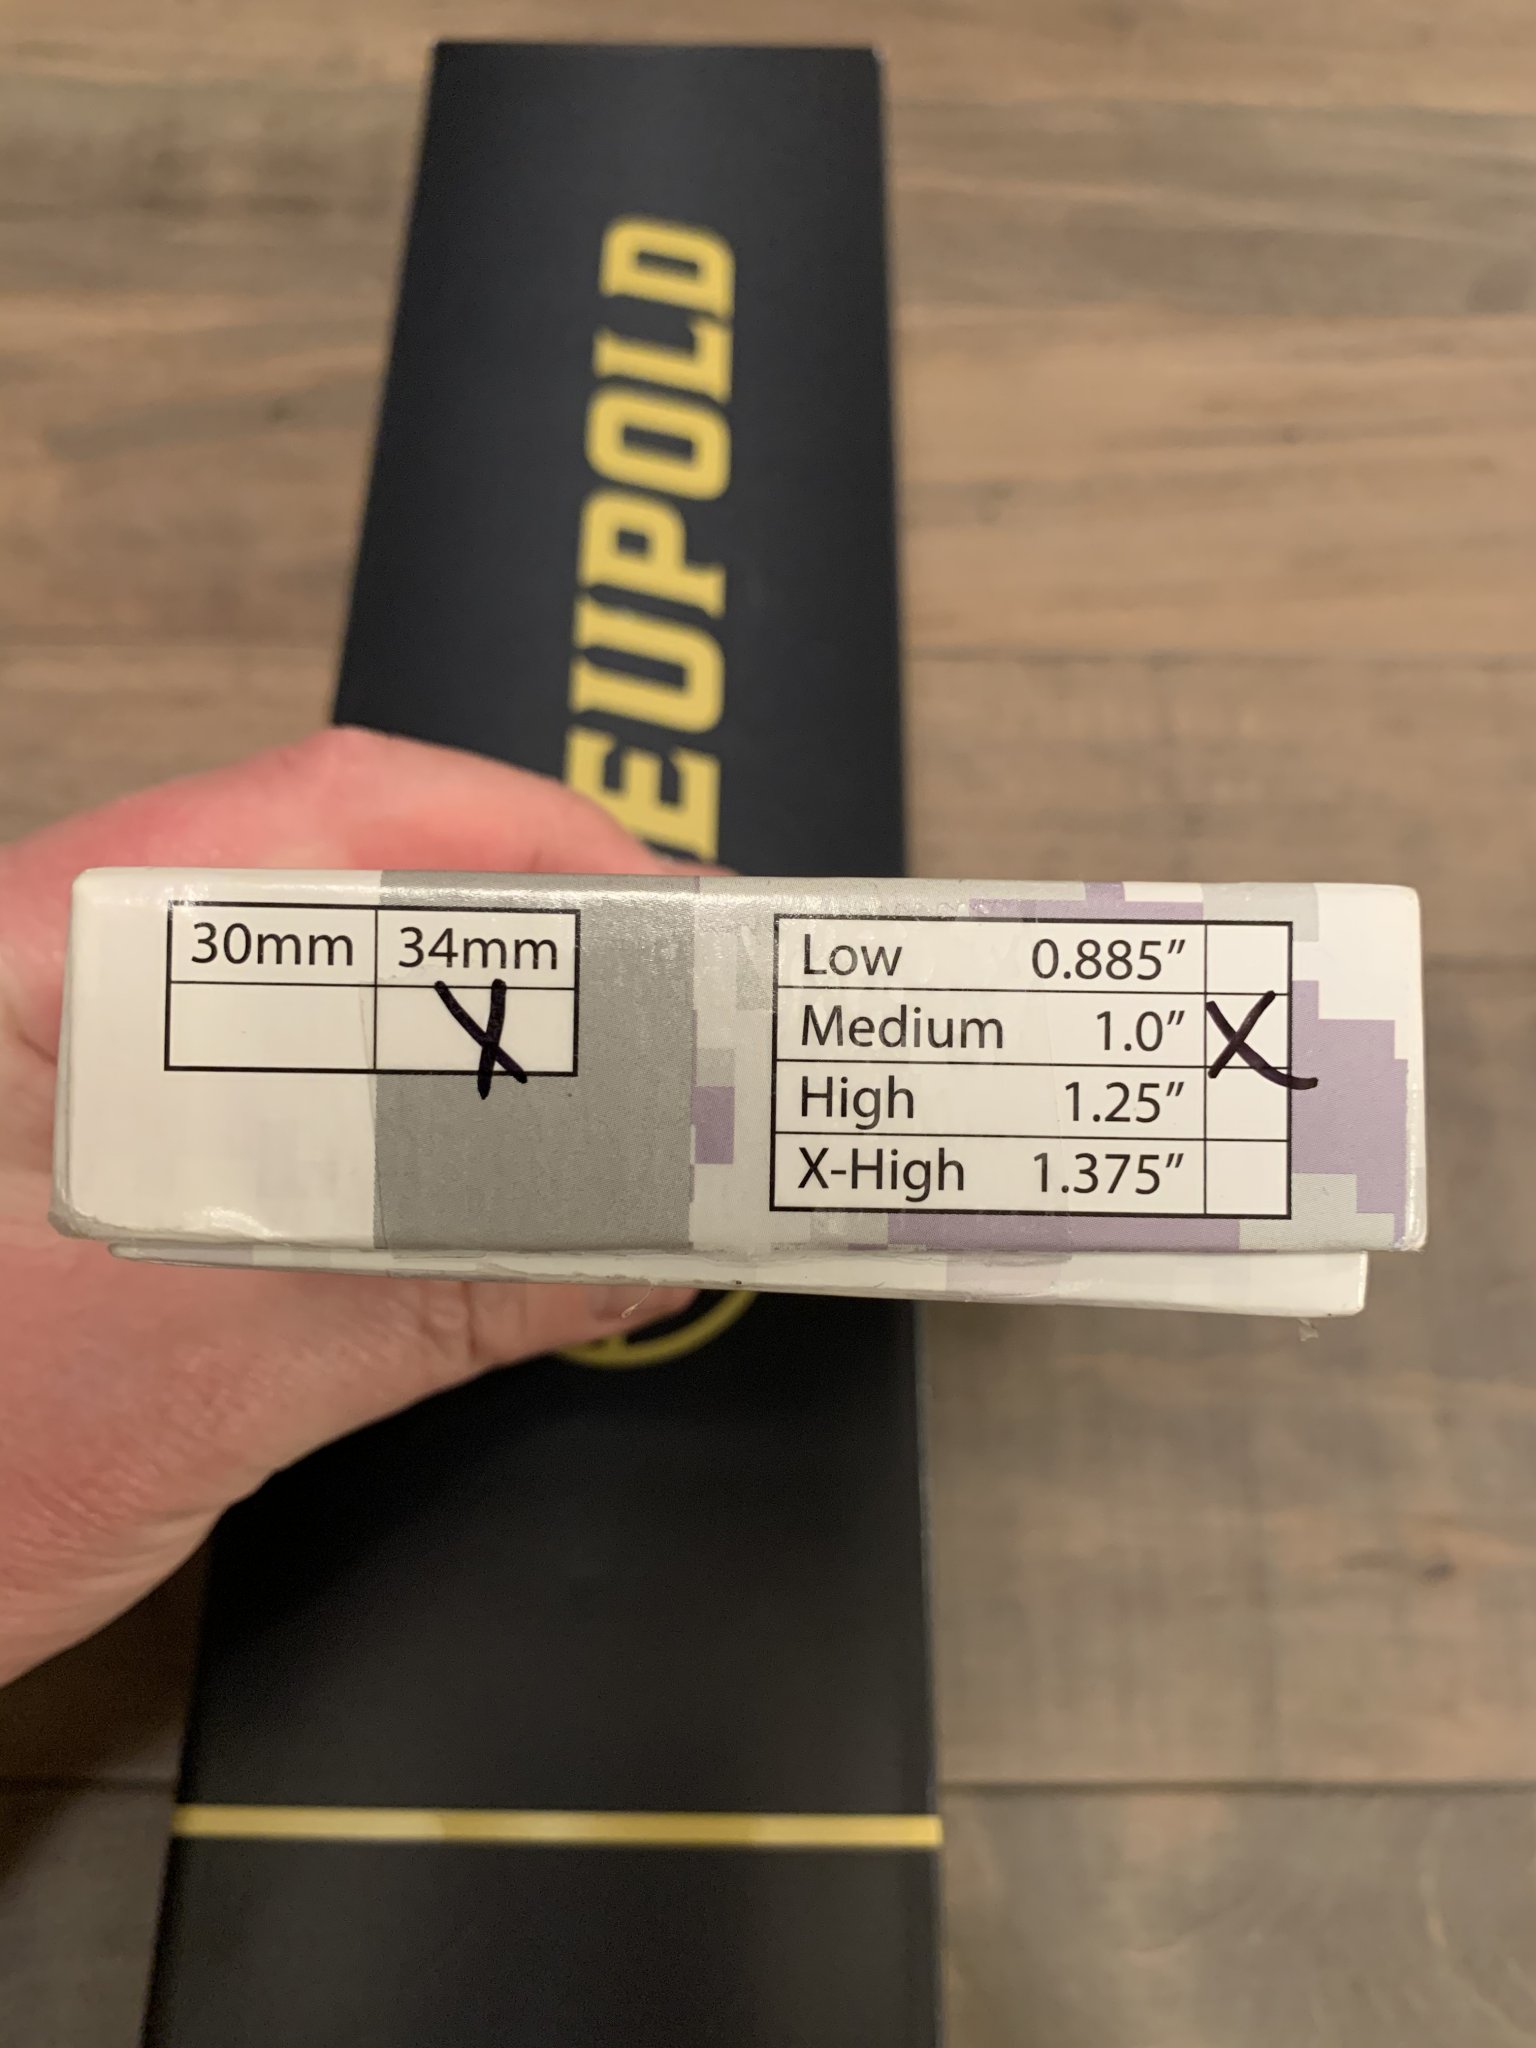 EUPOLD
30mm 34mm
X
Low 0.885”
Medium 1.0” X
High 1.25”
X-High 1.375”